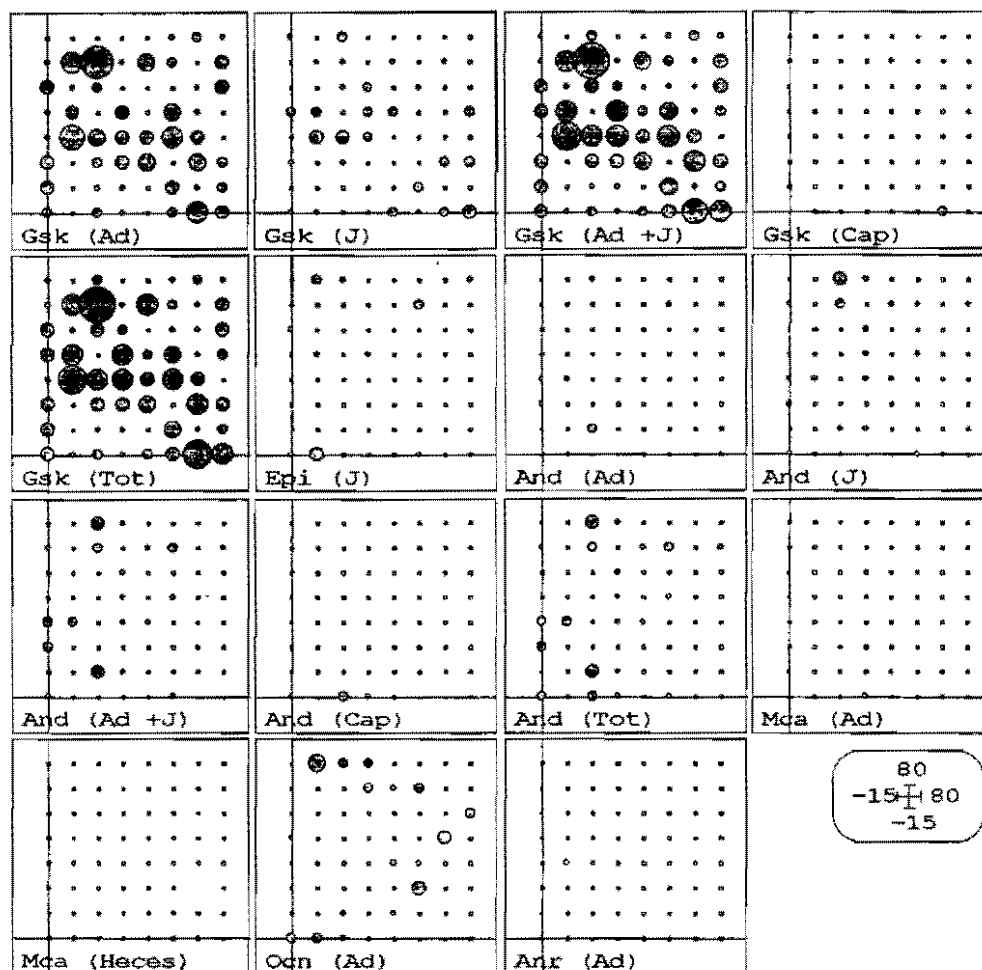 Gsk (Ad)
Gsk (J)
Gsk (Ad +J)
Gsk (Cap)
Gsk (Tot)
Epi (J)
And (Ad)
And (J)
And (Ad +J)
And (Cap)
And (Tot)
Mca (Ad)
80
-15 80
-15
Mca (Heces)
Ocn (Ad)
Anr (Ad)